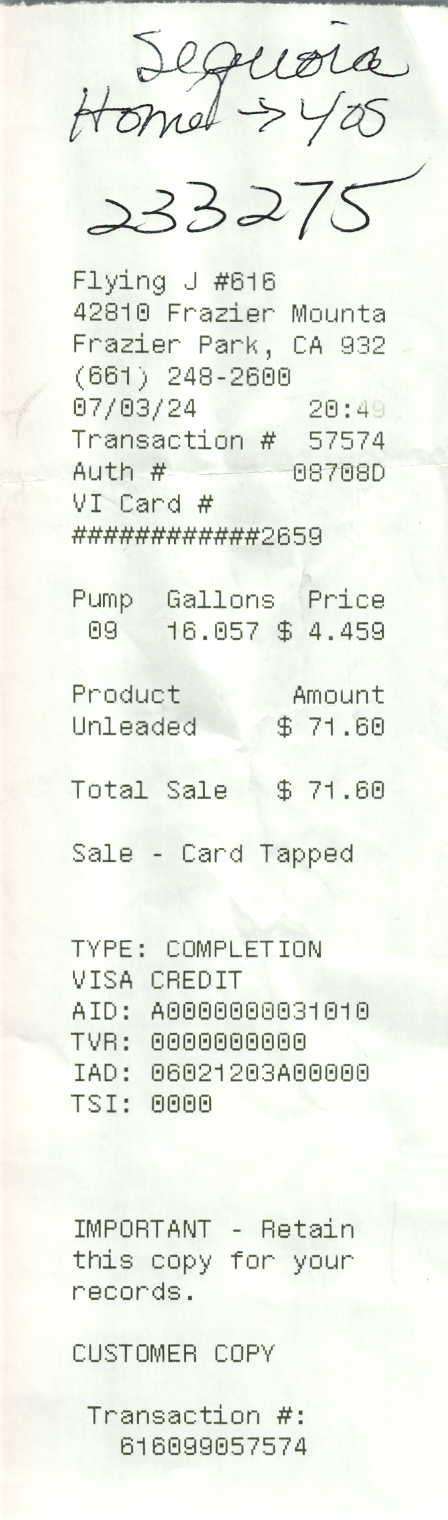 Sequoia
Home -> YOS
233275
Flying J #616
42810 Frazier Mounta
Frazier Park, CA 932
(661) 248-2600
07/03/24 20:49
Transaction # 57574
Auth # 08708D
VI Card #
############2659
Pump Gallons Price
09 16.057 $ 4.459
Product Amount
Unleaded $ 71.60
Total Sale $ 71.60
Sale - Card Tapped
TYPE: COMPLETION
VISA CREDIT
AID: A0000000031010
TVR: 0000000000
IAD: 06021203A00000
TSI: 0000
IMPORTANT - Retain
this copy for your
records.
CUSTOMER COPY
Transaction #:
616099057574